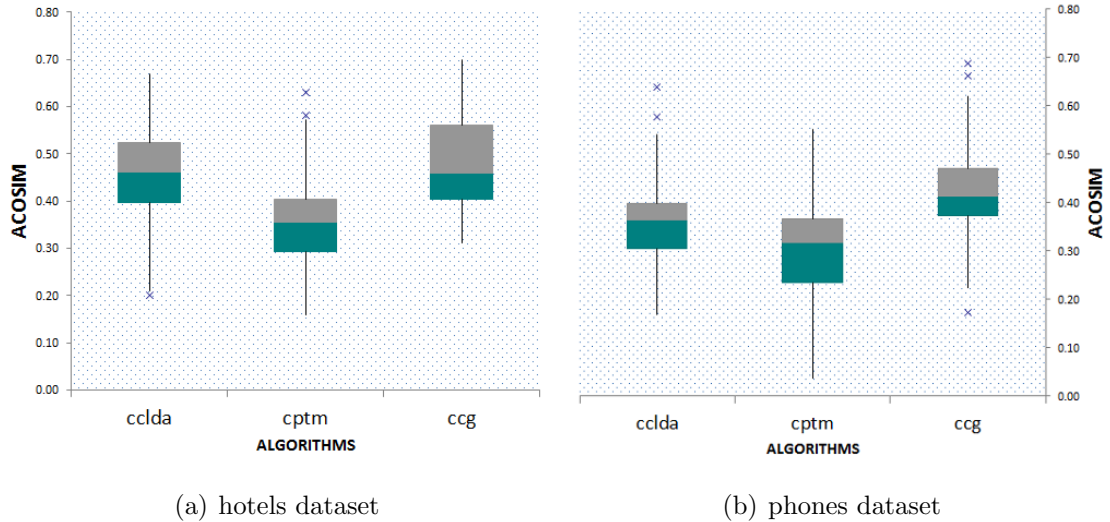 0.80
0.70
0.60
0.50
0.40
0.30
0.20
0.10
0.00
ACOSIM
cclda cptm ccg
ALGORITHMS
(a) hotels dataset
0.80
0.70
0.60
0.50
0.40
0.30
0.20
0.10
0.00
ACOSIM
cclda cptm ccg
ALGORITHMS
(b) phones dataset